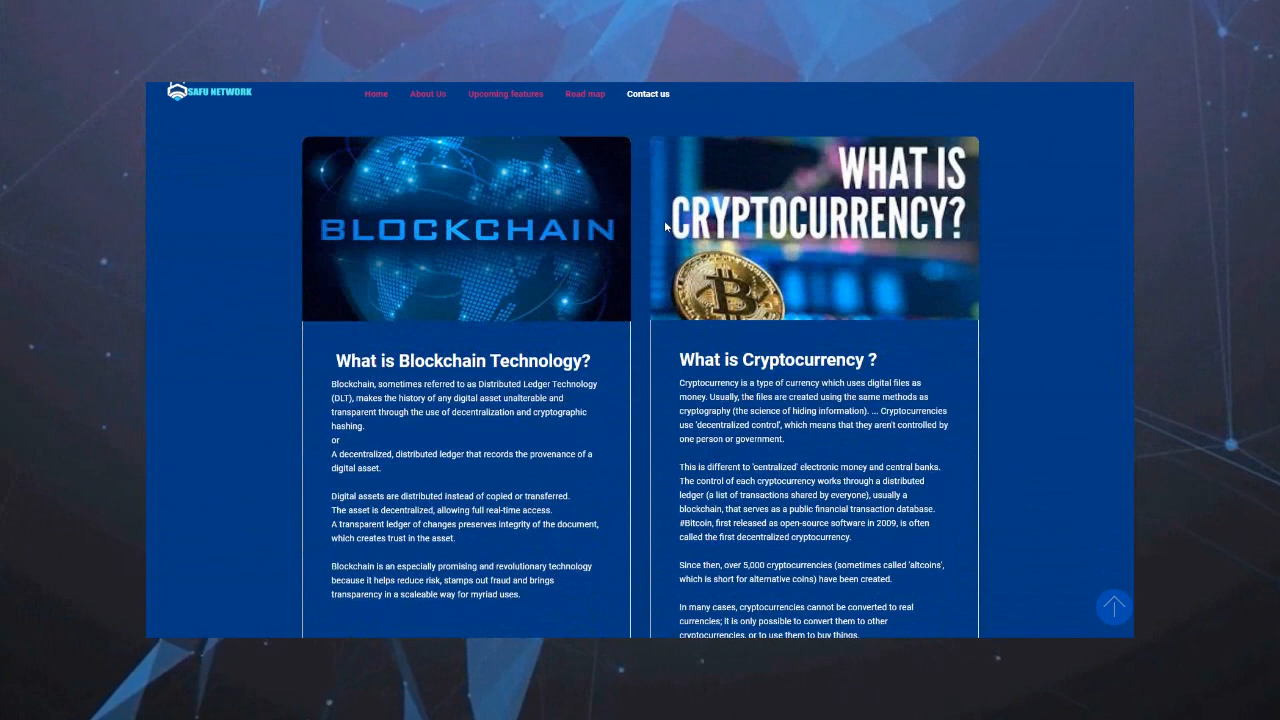 SAFU NETWORK
Home
About Us
Upcoming features
Road map
Contact us
BLOCKCHAIN
What is Blockchain Technology?
Blockchain, sometimes referred to as Distributed Ledger Technology
(DLT), makes the history of any digital asset unalterable and
transparent through the use of decentralization and cryptographic
hashing.
or
A decentralized, distributed ledger that records the provenance of a
digital asset.
Digital assets are distributed instead of copied or transferred.
The asset is decentralized, allowing full real-time access.
A transparent ledger of changes preserves integrity of the document,
which creates trust in the asset.
Blockchain is an especially promising and revolutionary technology
because it helps reduce risk, stamps out fraud and brings
transparency in a scaleable way for myriad uses.
WHAT IS
CRYPTOCURRENCY?
What is Cryptocurrency ?
Cryptocurrency is a type of currency which uses digital files as
money. Usually, the files are created using the same methods as
cryptography (the science of hiding information). ... Cryptocurrencies
use 'decentralized control', which means that they aren't controlled by
one person or government.
This is different to 'centralized' electronic money and central banks.
The control of each cryptocurrency works through a distributed
ledger (a list of transactions shared by everyone), usually a
blockchain, that serves as a public financial transaction database.
#Bitcoin, first released as open-source software in 2009, is often
called the first decentralized cryptocurrency.
Since then, over 5,000 cryptocurrencies (sometimes called 'altcoins',
which is short for alternative coins) have been created.
In many cases, cryptocurrencies cannot be converted to real
currencies; it is only possible to convert them to other
cryptocurrencies, or to use them to buy things.